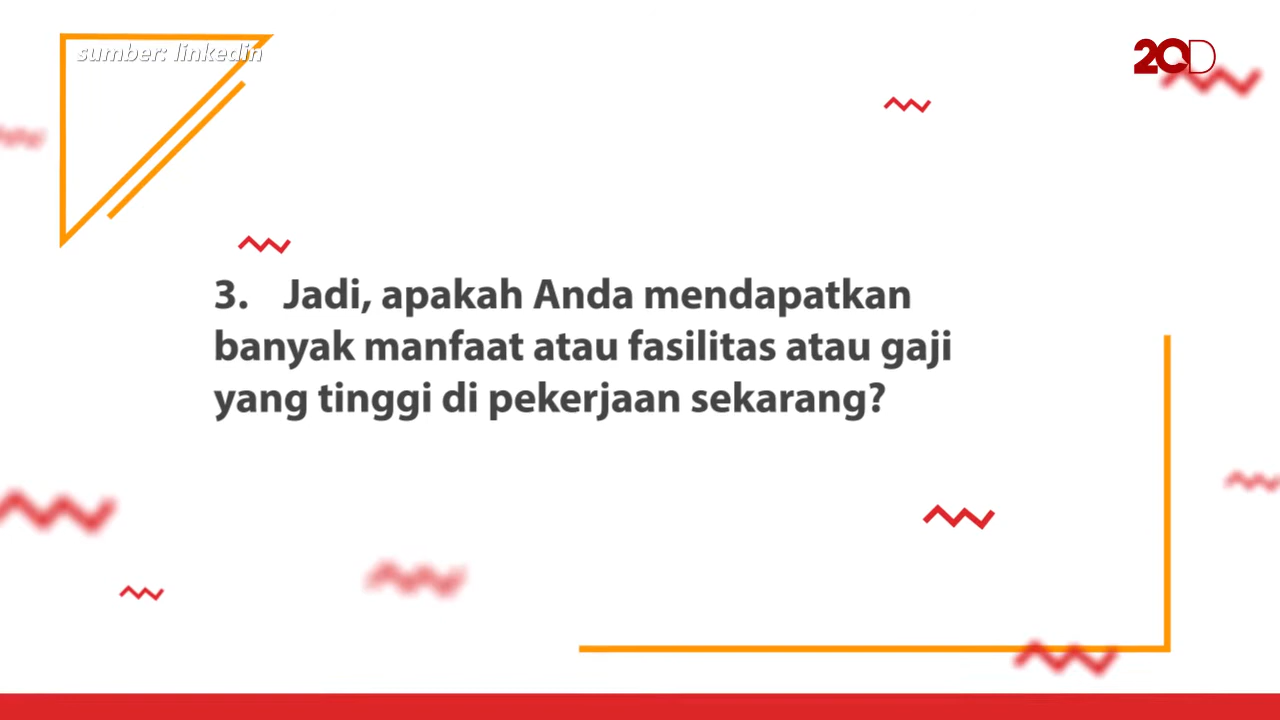 sumber: linkedin
20D
3. Jadi, apakah Anda mendapatkan
banyak manfaat atau fasilitas atau gaji
yang tinggi di pekerjaan sekarang?